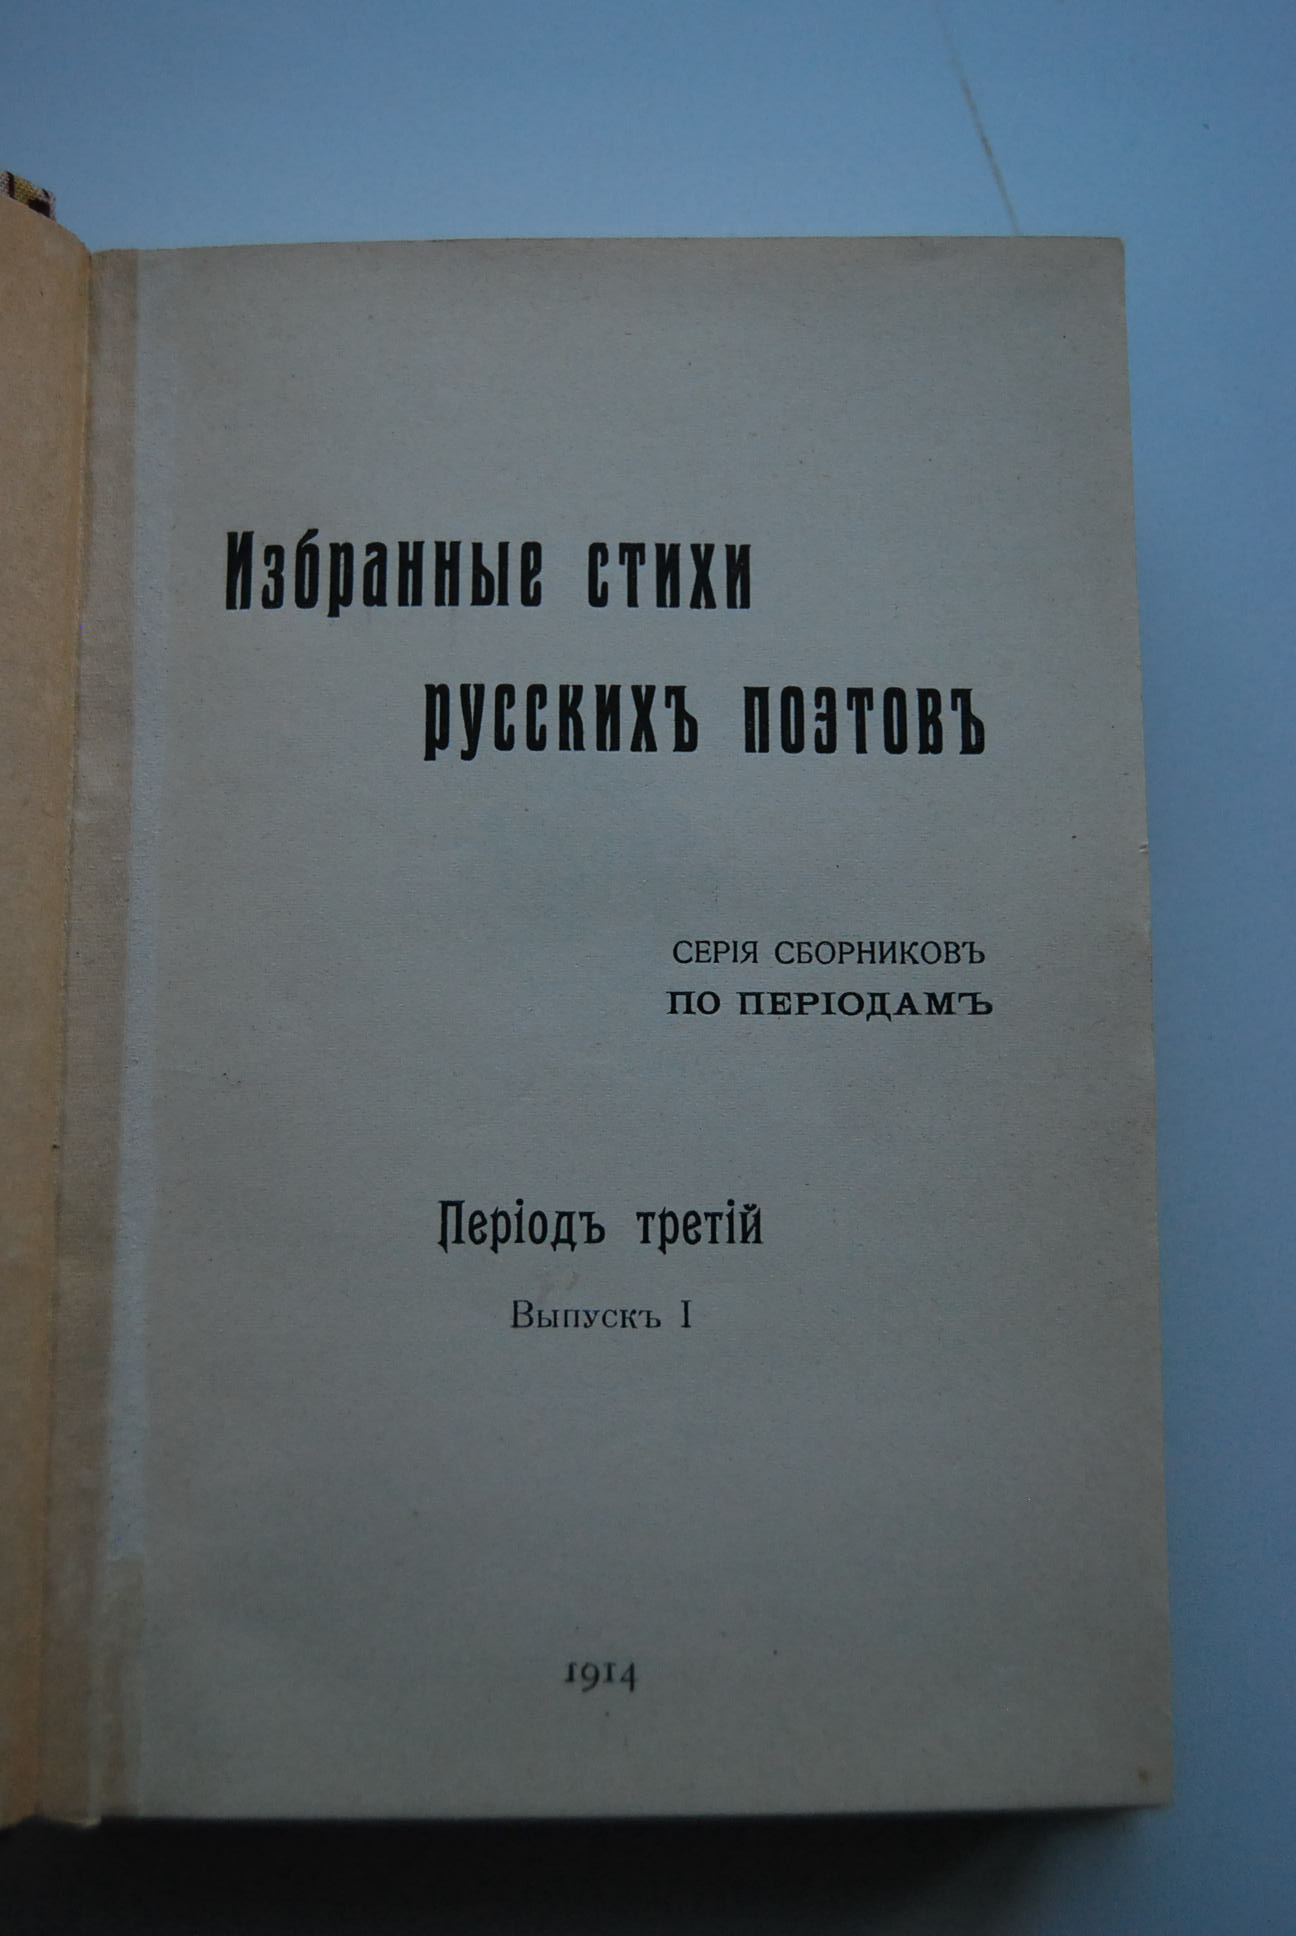 Избранные стихи
русскихъ поэтовъ
СЕРІЯ СБОРНИКОВЪ
ПО ПЕРІОДАМЪ
Періодъ третій
Выпускъ I
1914